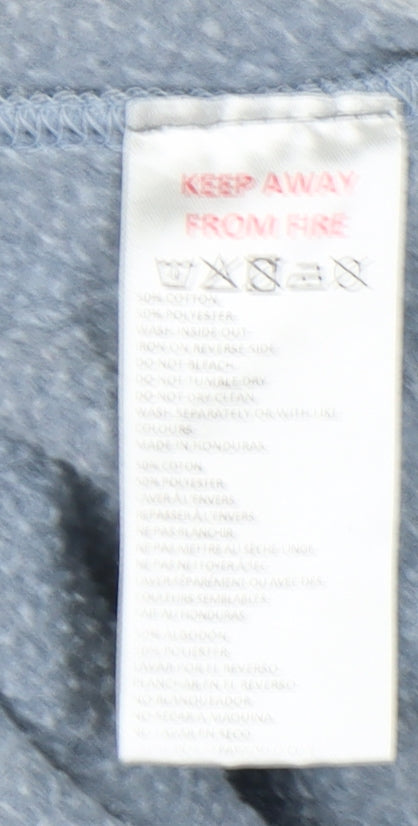 KEEP AWAY
FROM FIRE
50% COTTON
50% POLYESTER
WASH INSIDE OUT
IRON ON REVERSE SIDE
DO NOT BLEACH
DO NOT TUMBLE DRY
DO NOT DRY CLEAN
WASH SEPARATELY OR WITH LIKE
COLOURS
MADE IN HONDURAS
50% COTON
50% POLYESTER
LAVER À L'ENVERS
REPASSER À L'ENVERS
NE PAS BLANCHIR
NE PAS METTRE AU SÈCHE-LINGE
NE PAS NETTOYER À SEC
LAVER SÉPARÉMENT OU AVEC DES
COULEURS SEMBLABLES
FAIT AU HONDURAS
50% ALGODÓN
50% POLIESTER
LAVAR POR EL REVERSO
PLANCHAR EN EL REVERSO
NO BLANQUEADOR
NO SECAR A MAQUINA
NO LAVAR EN SECO